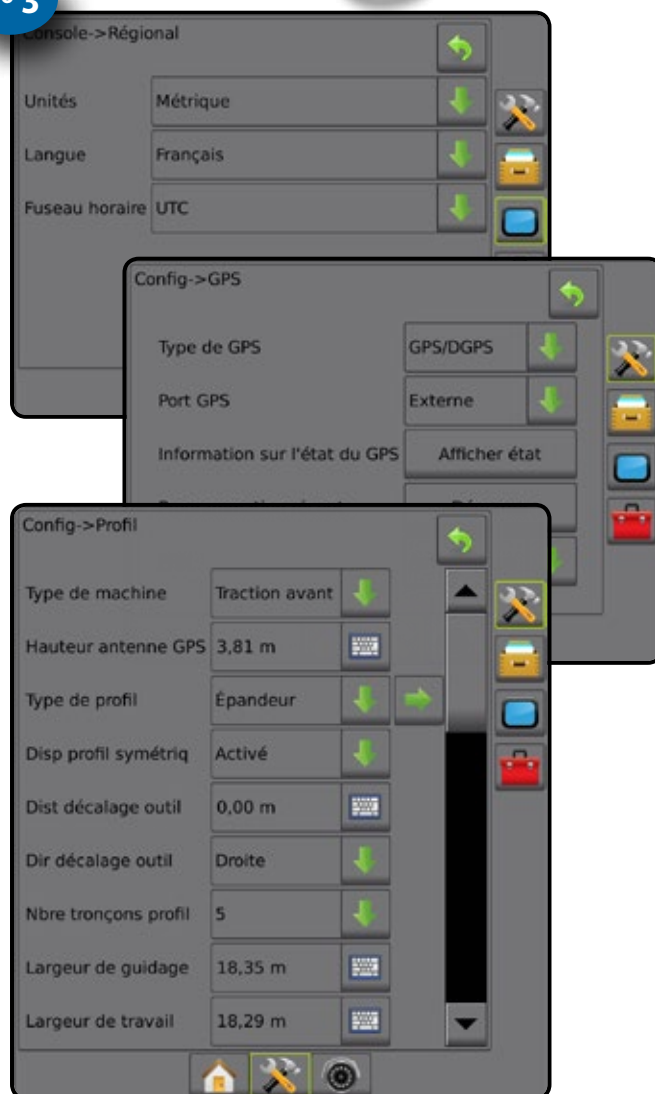 ° 3
Console->Régional
Unités Métrique
Langue Français
Fuseau horaire UTC
Config->GPS
Type de GPS GPS/DGPS
Port GPS Externe
Information sur l'état du GPS Afficher état
Config->Profil
Type de machine Traction avant
Hauteur antenne GPS 3,81 m
Type de profil Épandeur
Disp profil symétriq Activé
Dist décalage outil 0,00 m
Dir décalage outil Droite
Nbre tronçons profil 5
Largeur de guidage 18,35 m
Largeur de travail 18,29 m